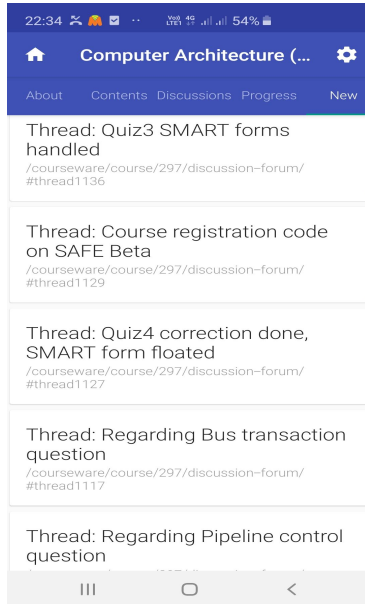 22:34 VoLTE1 4G 54%
Computer Architecture (...
About Contents Discussions Progress New
Thread: Quiz3 SMART forms
handled
/courseware/course/297/discussion-forum/
#thread1136
Thread: Course registration code
on SAFE Beta
/courseware/course/297/discussion-forum/
#thread1129
Thread: Quiz4 correction done,
SMART form floated
/courseware/course/297/discussion-forum/
#thread1127
Thread: Regarding Bus transaction
question
/courseware/course/297/discussion-forum/
#thread1117
Thread: Regarding Pipeline control
question